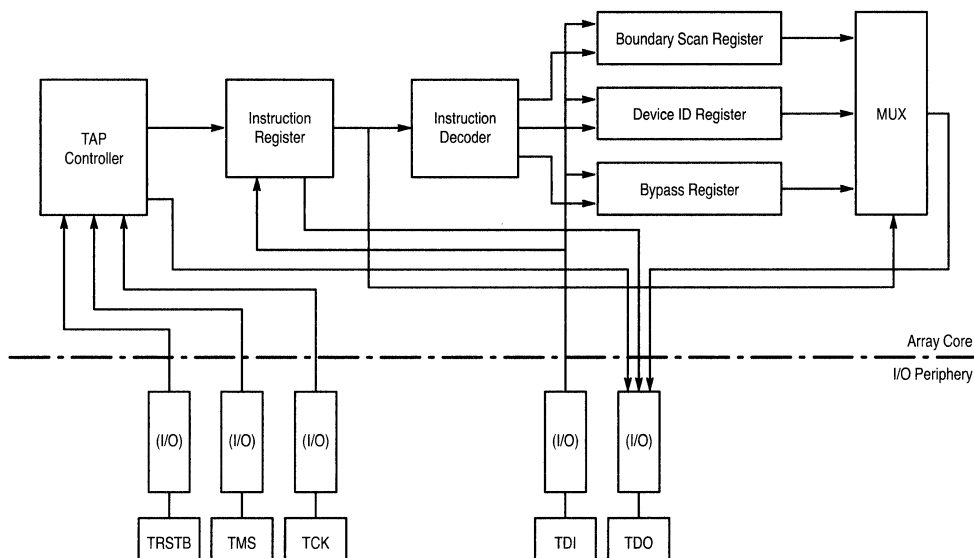 Boundary Scan Register
TAP
Controller
Instruction
Register
Instruction
Decoder
Device ID Register
MUX
Bypass Register
Array Core
I/O Periphery
(I/O)
(I/O)
(I/O)
(I/O)
(I/O)
TRSTB
TMS
TCK
TDI
TDO